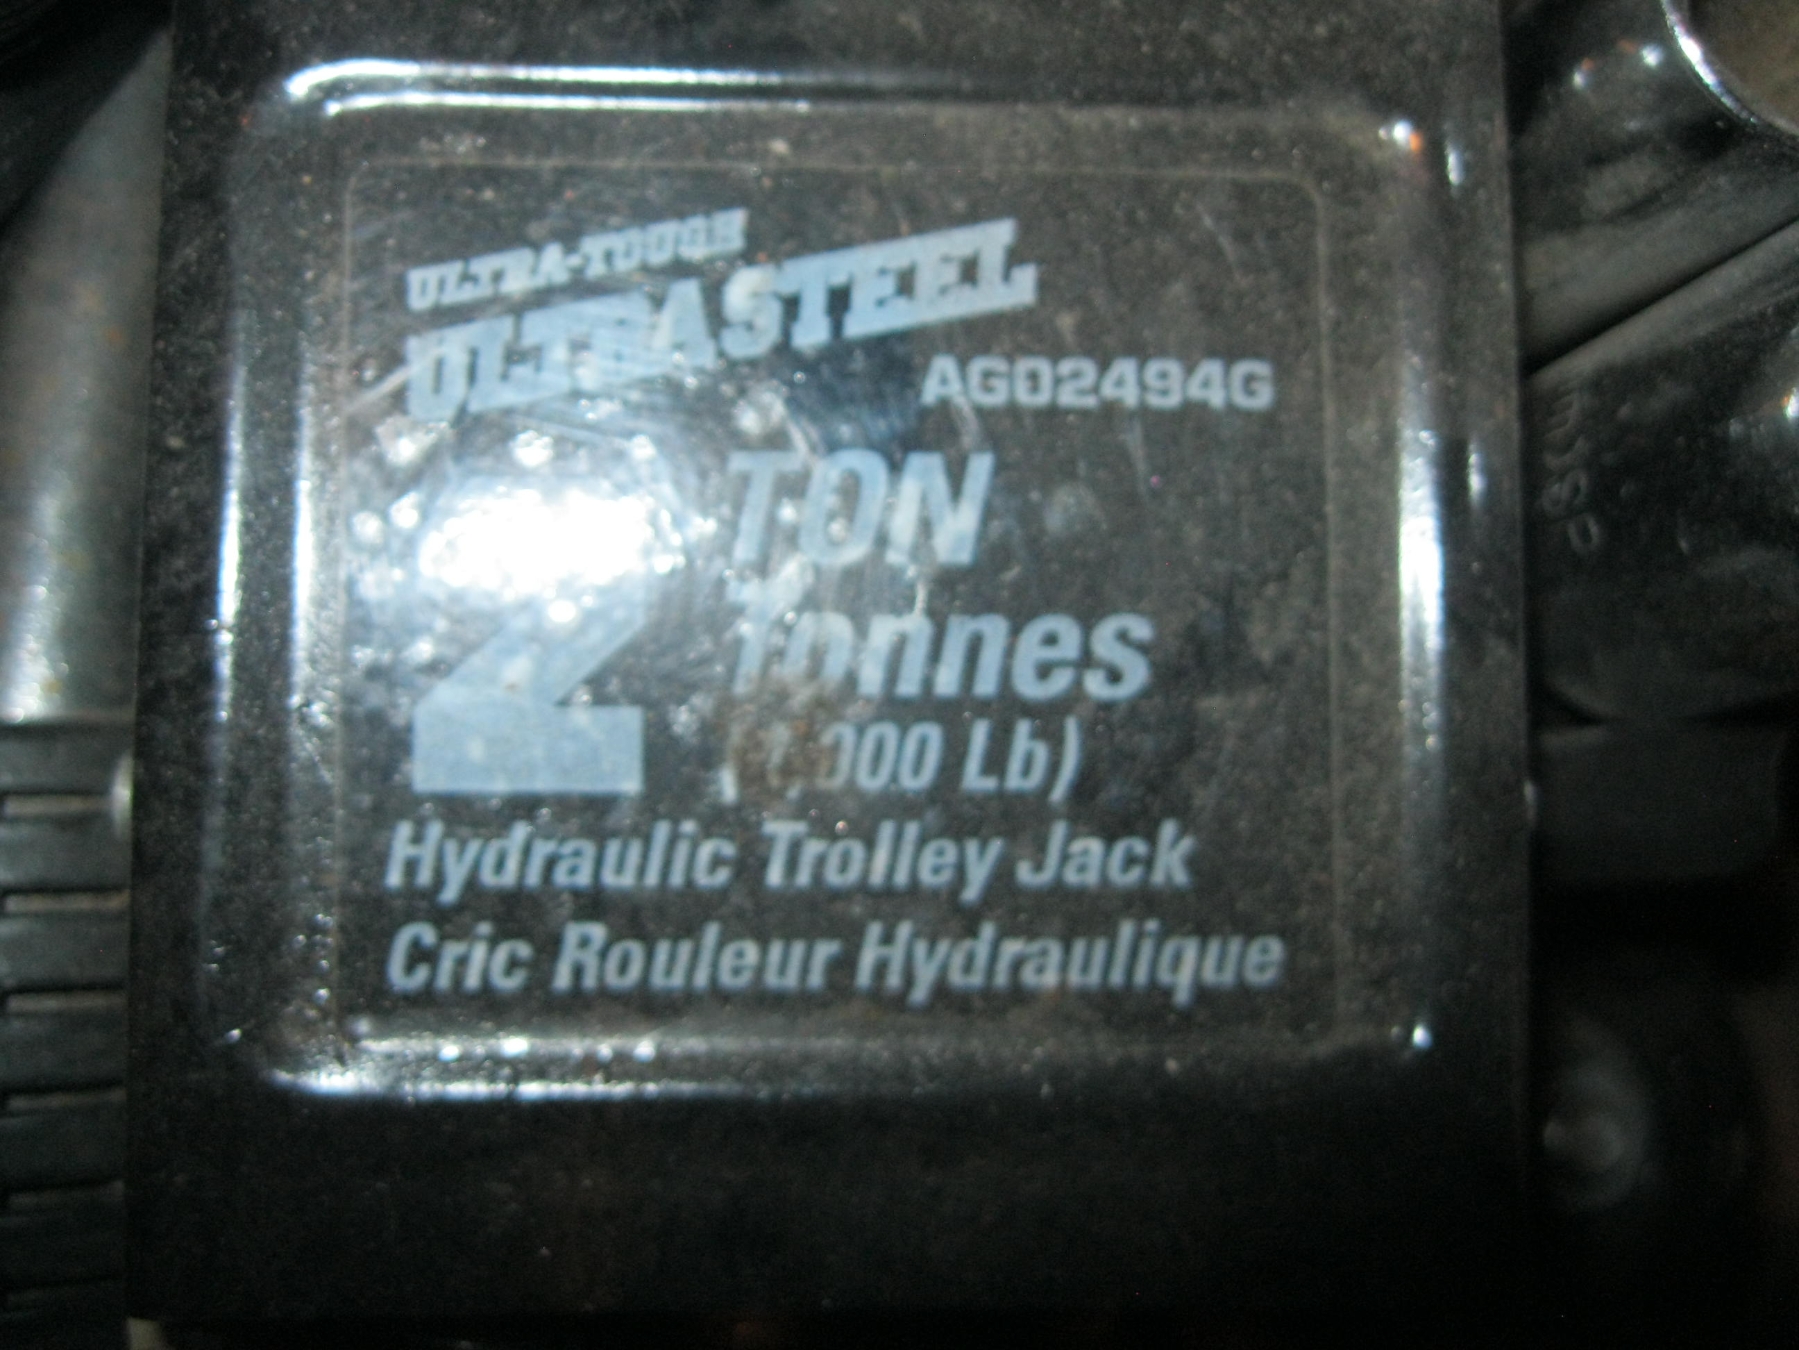 ULTRA-TOUGH
ULTRASTEEL
AG02494G
2 TON
Tonnes
Lb)
Hydraulic Trolley Jack
Cric Rouleur Hydraulique